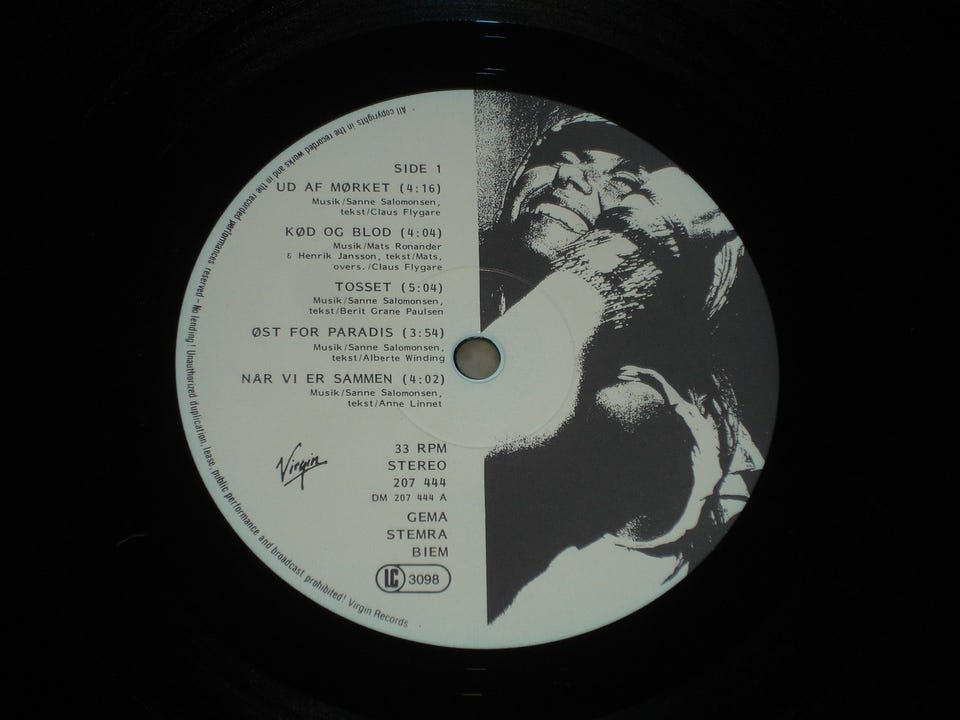 SIDE 1
UD AF MØRKET (4:16)
Musik/Sanne Salomonsen,
tekst/Claus Flygare
KØD OG BLOD (4:04)
Musik/Mats Ronander
& Henrik Jansson, tekst/Mats,
overs./Claus Flygare
TOSSET (5:04)
Musik/Sanne Salomonsen,
tekst/Berit Grane Paulsen
ØST FOR PARADIS (3:54)
Musik/Sanne Salomonsen,
tekst/Alberte Winding
NÅR VI ER SAMMEN (4:02)
Musik/Sanne Salomonsen,
tekst/Anne Linnet
Virgin
33 RPM
STEREO
207 444
DM 207 444 A
GEMA
STEMRA
BIEM
LC 3098
All copyrights in the recorded works and in the recorded performances reserved – No lending! Unauthorized duplication, lease, public performance and broadcast prohibited! Virgin Records